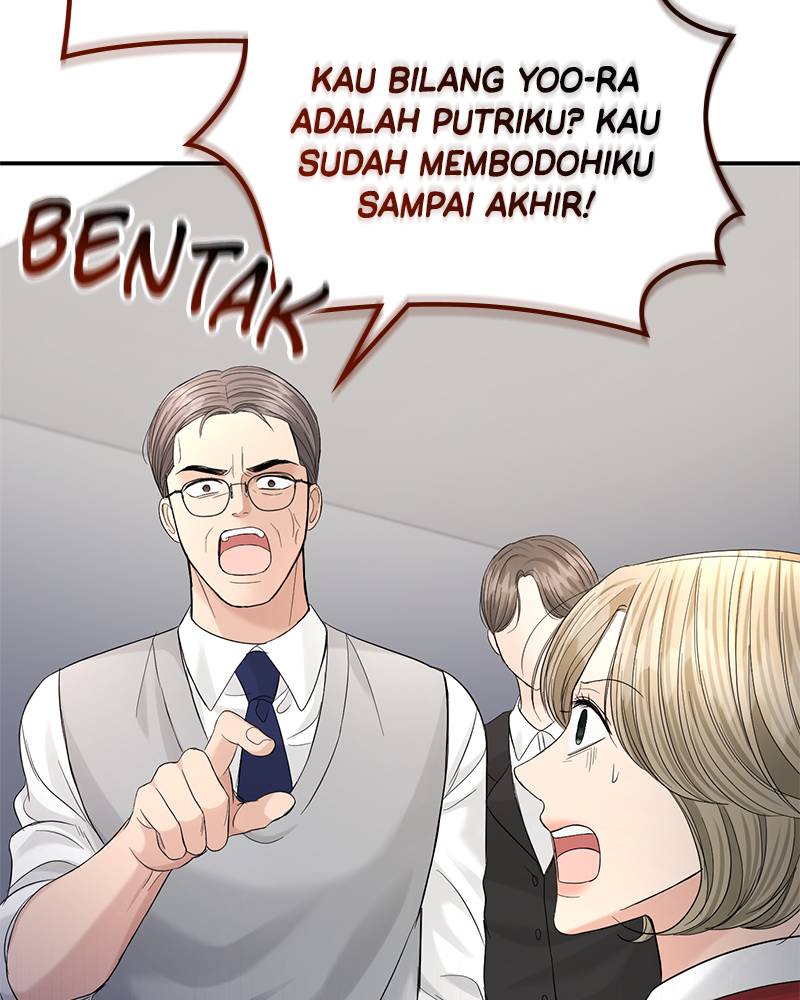 KAU BILANG YOO-RA
ADALAH PUTRIKU? KAU
SUDAH MEMBODOHIKU
SAMPAI AKHIR!
BENTAK